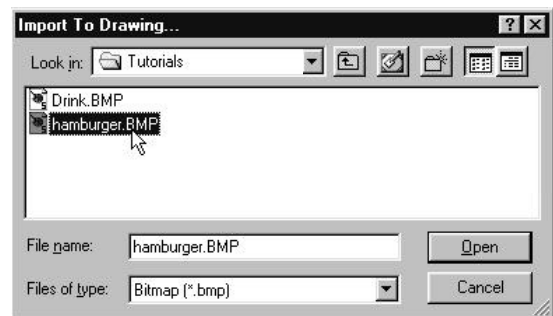 Import To Drawing...
Look in: Tutorials
Drink.BMP
hamburger.BMP
File name: hamburger.BMP Open
Files of type: Bitmap (*.bmp) Cancel